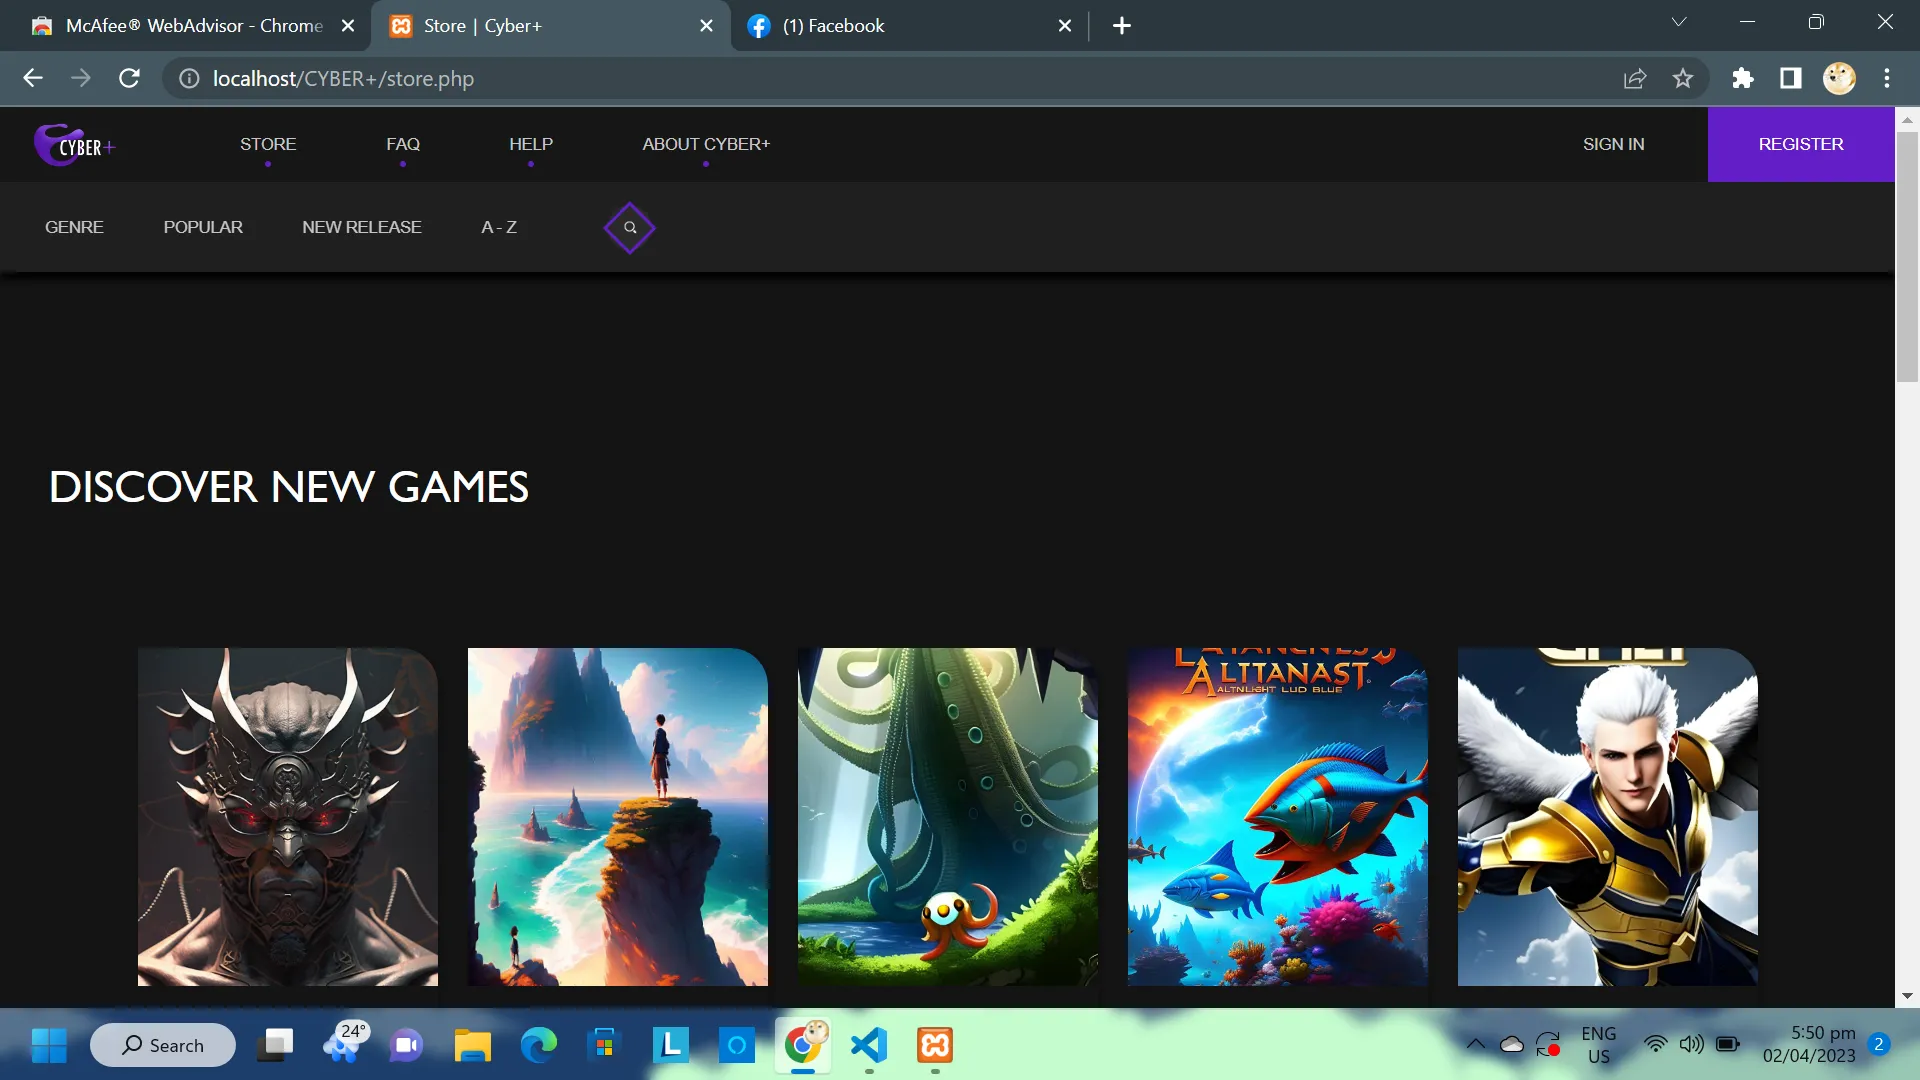 McAfee® WebAdvisor - Chrome
Store | Cyber+
(1) Facebook
localhost/CYBER+/store.php
CYBER+
STORE
FAQ
HELP
ABOUT CYBER+
SIGN IN
REGISTER
GENRE
POPULAR
NEW RELEASE
A - Z
DISCOVER NEW GAMES
ALTTANAST
ALTNLIGHT LUD BLUE
24°
Search
ENG
US
5:50 pm
02/04/2023
2